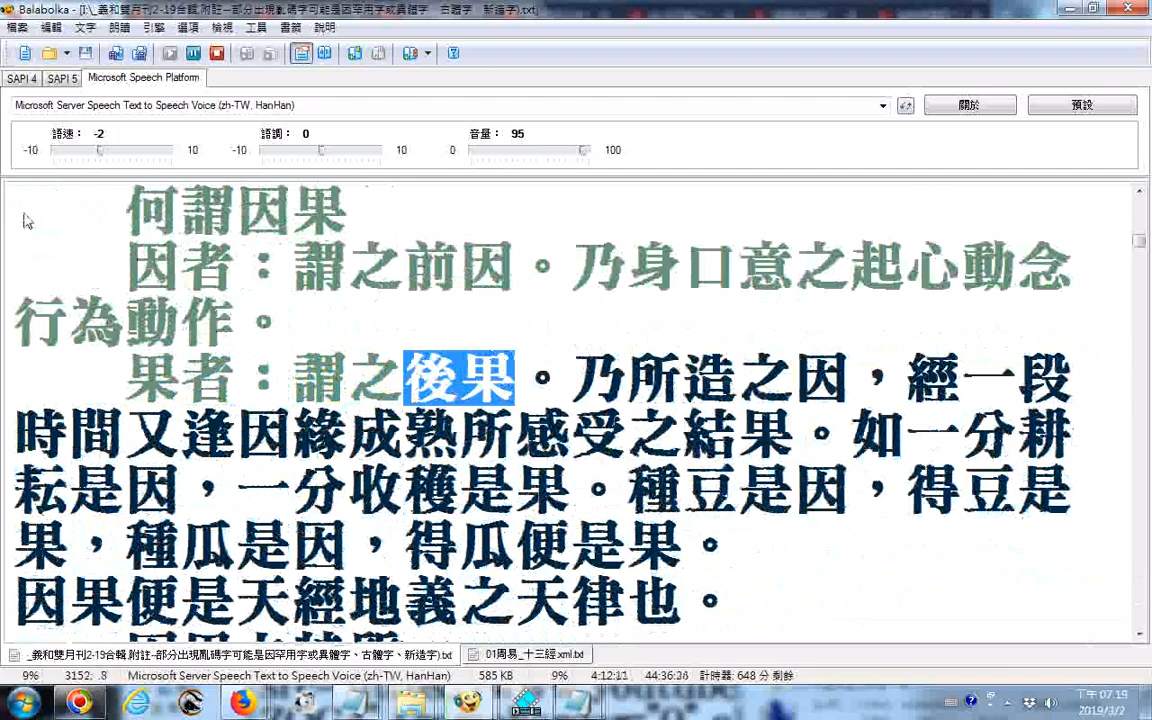 Balabolka - [I:\_義和雙月刊2-19合輯,附註--部分出現亂碼字可能是因罕用字或異體字　古體字　新造字).txt]
檔案 編輯 文字 朗讀 引擎 選項 檢視 工具 書籤 說明
SAPI 4 SAPI 5 Microsoft Speech Platform
Microsoft Server Speech Text to Speech Voice (zh-TW, HanHan) 關於 預設
語速： -2 語調： 0 音量： 95
-10 10 -10 10 0 100
何謂因果
因者：謂之前因。乃身口意之起心動念
行為動作。
果者：謂之後果。乃所造之因，經一段
時間又逢因緣成熟所感受之結果。如一分耕
耘是因，一分收穫是果。種豆是因，得豆是
果，種瓜是因，得瓜便是果。
因果便是天經地義之天律也。
_義和雙月刊2-19合輯,附註--部分出現亂碼字可能是因罕用字或異體字、古體字、新造字).txt 01周易_十三經.xml.txt
9% 3152: .8 Microsoft Server Speech Text to Speech Voice (zh-TW, HanHan) 585 KB 9% 4:12:11 44:36:38 計時器: 648 分 剩餘
下午 07:19
2019/3/2